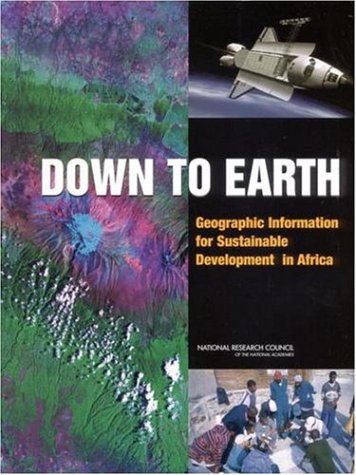 DOWN TO EARTH
Geographic Information
for Sustainable
Development in Africa
NATIONAL RESEARCH COUNCIL
OF THE NATIONAL ACADEMIES